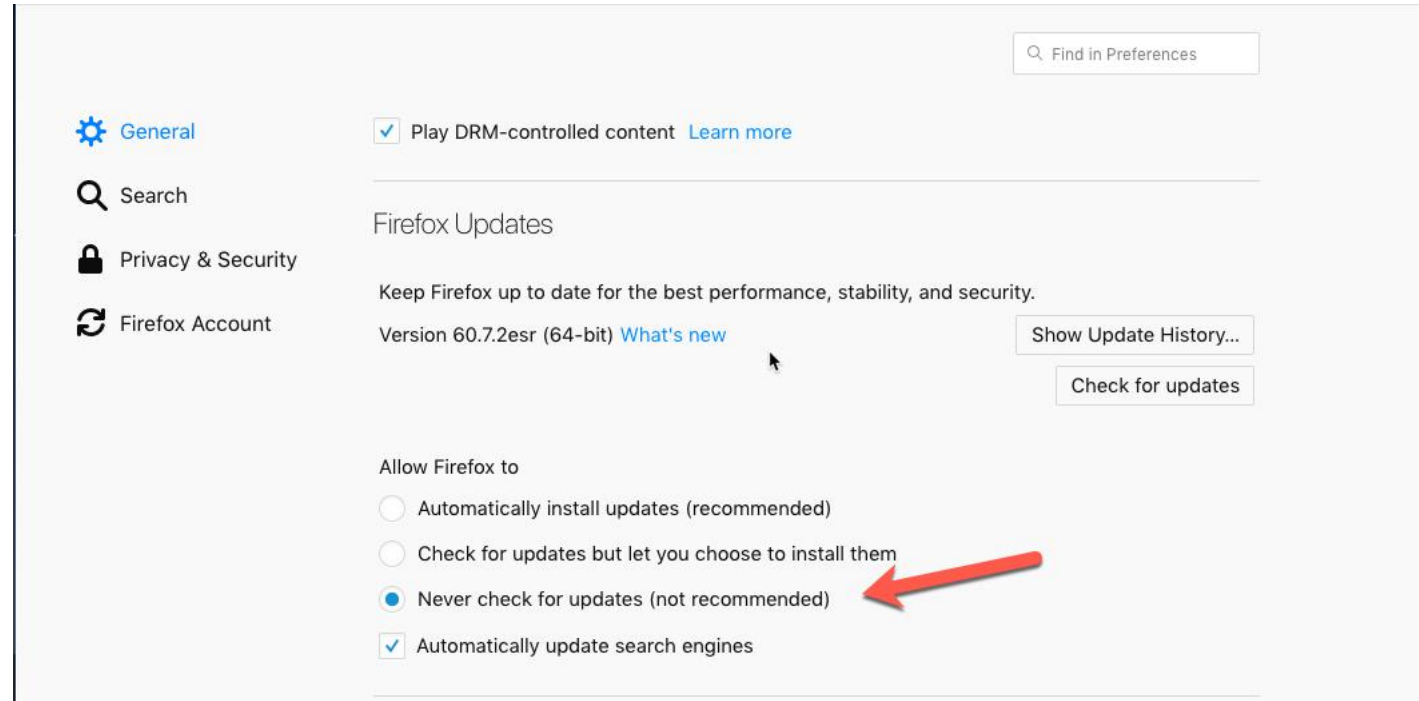 Find in Preferences
General
Play DRM-controlled content Learn more
Search
Firefox Updates
Privacy & Security
Keep Firefox up to date for the best performance, stability, and security.
Firefox Account
Version 60.7.2esr (64-bit) What's new
Show Update History...
Check for updates
Allow Firefox to
Automatically install updates (recommended)
Check for updates but let you choose to install them
Never check for updates (not recommended)
Automatically update search engines